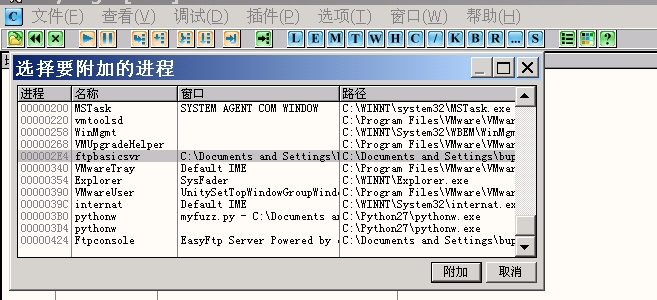 文件(F) 查看(V) 调试(D) 插件(P) 选项(T) 窗口(W) 帮助(H)
L E M T W H C / K B R ... S
选择要附加的进程
进程 名称 窗口 路径
00000200 MSTask SYSTEM AGENT COM WINDOW C:\WINNT\system32\MSTask.exe
00000220 vmtoolsd C:\Program Files\VMware\VMwar
00000258 WinMgmt C:\WINNT\System32\WBEM\WinMgm
00000268 VMUpgradeHelper C:\Program Files\VMware\VMwar
000002E4 ftpbasicsvr C:\Documents and Settings\ C:\Documents and Settings\bup
00000340 VMwareTray Default IME C:\Program Files\VMware\VMwar
00000354 Explorer SysFader C:\WINNT\Explorer.exe
00000390 VMwareUser UnitySetTopWindowGroupWind C:\Program Files\VMware\VMwar
0000039C internat Default IME C:\WINNT\System32\internat.ex
000003B0 pythonw myfuzz.py - C:\Documents a C:\Python27\pythonw.exe
000003D4 pythonw C:\Python27\pythonw.exe
00000424 Ftpconsole EasyFtp Server Powered by C:\Documents and Settings\bup
附加 取消